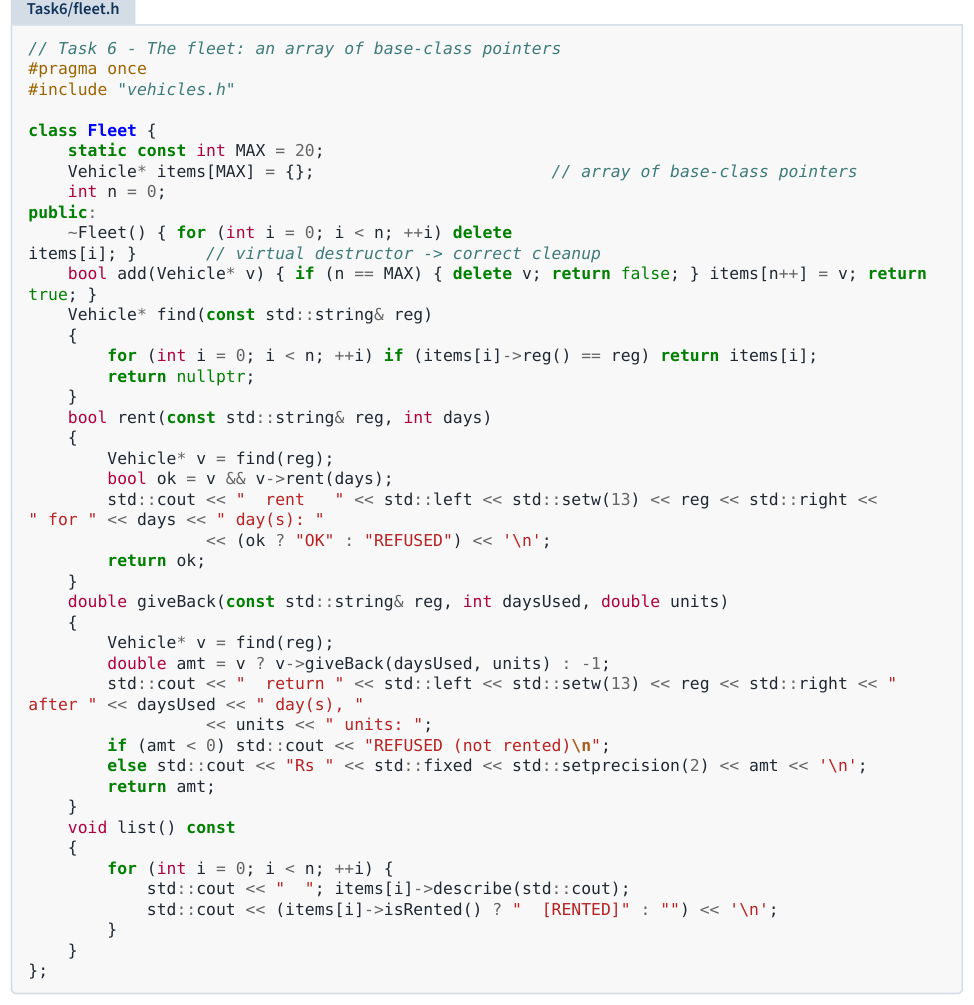 Task6/fleet.h
// Task 6 - The fleet: an array of base-class pointers
#pragma once
#include "vehicles.h"

class Fleet {
    static const int MAX = 20;
    Vehicle* items[MAX] = {};                        // array of base-class pointers
    int n = 0;
public:
    ~Fleet() { for (int i = 0; i < n; ++i) delete
items[i]; }       // virtual destructor -> correct cleanup
    bool add(Vehicle* v) { if (n == MAX) { delete v; return false; } items[n++] = v; return
true; }
    Vehicle* find(const std::string& reg)
    {
        for (int i = 0; i < n; ++i) if (items[i]->reg() == reg) return items[i];
        return nullptr;
    }
    bool rent(const std::string& reg, int days)
    {
        Vehicle* v = find(reg);
        bool ok = v && v->rent(days);
        std::cout << "  rent   " << std::left << std::setw(13) << reg << std::right <<
" for " << days << " day(s): "
                  << (ok ? "OK" : "REFUSED") << '\n';
        return ok;
    }
    double giveBack(const std::string& reg, int daysUsed, double units)
    {
        Vehicle* v = find(reg);
        double amt = v ? v->giveBack(daysUsed, units) : -1;
        std::cout << "  return " << std::left << std::setw(13) << reg << std::right << "
after " << daysUsed << " day(s), "
                  << units << " units: ";
        if (amt < 0) std::cout << "REFUSED (not rented)\n";
        else std::cout << "Rs " << std::fixed << std::setprecision(2) << amt << '\n';
        return amt;
    }
    void list() const
    {
        for (int i = 0; i < n; ++i) {
            std::cout << "  "; items[i]->describe(std::cout);
            std::cout << (items[i]->isRented() ? "  [RENTED]" : "") << '\n';
        }
    }
};